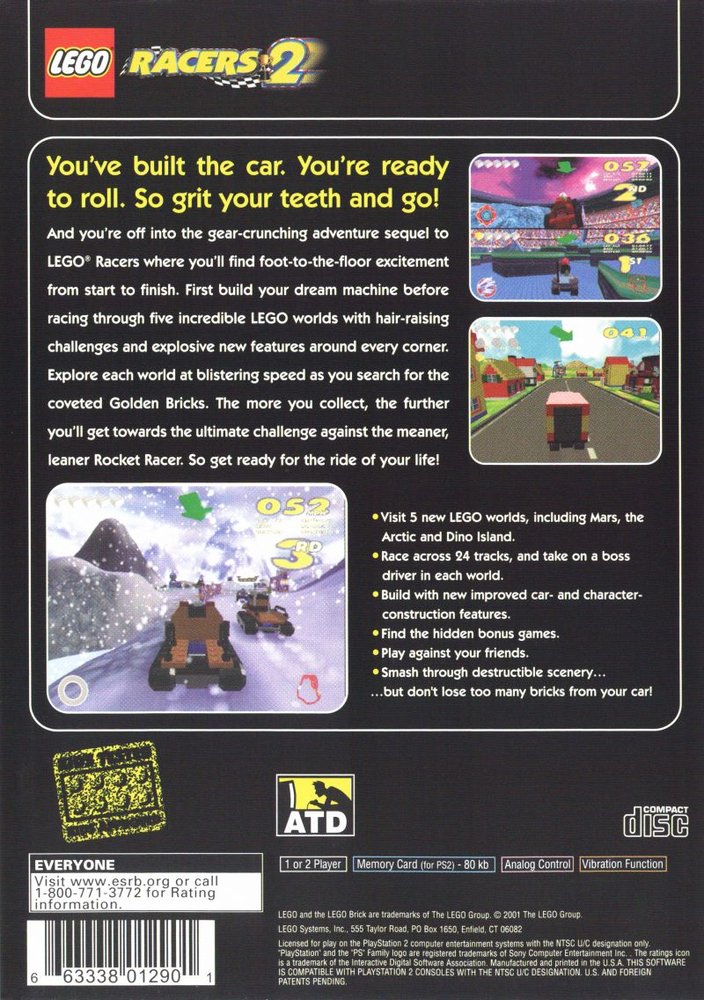 LEGO RACERS 2
You've built the car. You're ready
to roll. So grit your teeth and go!
And you're off into the gear-crunching adventure sequel to
LEGO® Racers where you'll find foot-to-the-floor excitement
from start to finish. First build your dream machine before
racing through five incredible LEGO worlds with hair-raising
challenges and explosive new features around every corner.
Explore each world at blistering speed as you search for the
coveted Golden Bricks. The more you collect, the further
you'll get towards the ultimate challenge against the meaner,
leaner Rocket Racer. So get ready for the ride of your life!
057
2ND
036
1ST
041
052
3RD
•Visit 5 new LEGO worlds, including Mars, the
Arctic and Dino Island.
•Race across 24 tracks, and take on a boss
driver in each world.
•Build with new improved car- and character-
construction features.
•Find the hidden bonus games.
•Play against your friends.
•Smash through destructible scenery...
...but don't lose too many bricks from your car!
ATD
COMPACT
disc
EVERYONE
Visit www.esrb.org or call
1-800-771-3772 for Rating
information.
1 or 2 Player
Memory Card (for PS2) - 80 kb
Analog Control
Vibration Function
LEGO and the LEGO Brick are trademarks of The LEGO Group. © 2001 The LEGO Group.
LEGO Systems, Inc., 555 Taylor Road, PO Box 1650, Enfield, CT 06082
Licensed for play on the PlayStation 2 computer entertainment systems with the NTSC U/C designation only.
"PlayStation" and the "PS" Family logo are registered trademarks of Sony Computer Entertainment Inc. . The ratings icon
is a trademark of the Interactive Digital Software Association. Manufactured and printed in the U.S.A. THIS SOFTWARE
IS COMPATIBLE WITH PLAYSTATION 2 CONSOLES WITH THE NTSC U/C DESIGNATION. U.S. AND FOREIGN
PATENTS PENDING.
6 63338 01290 1